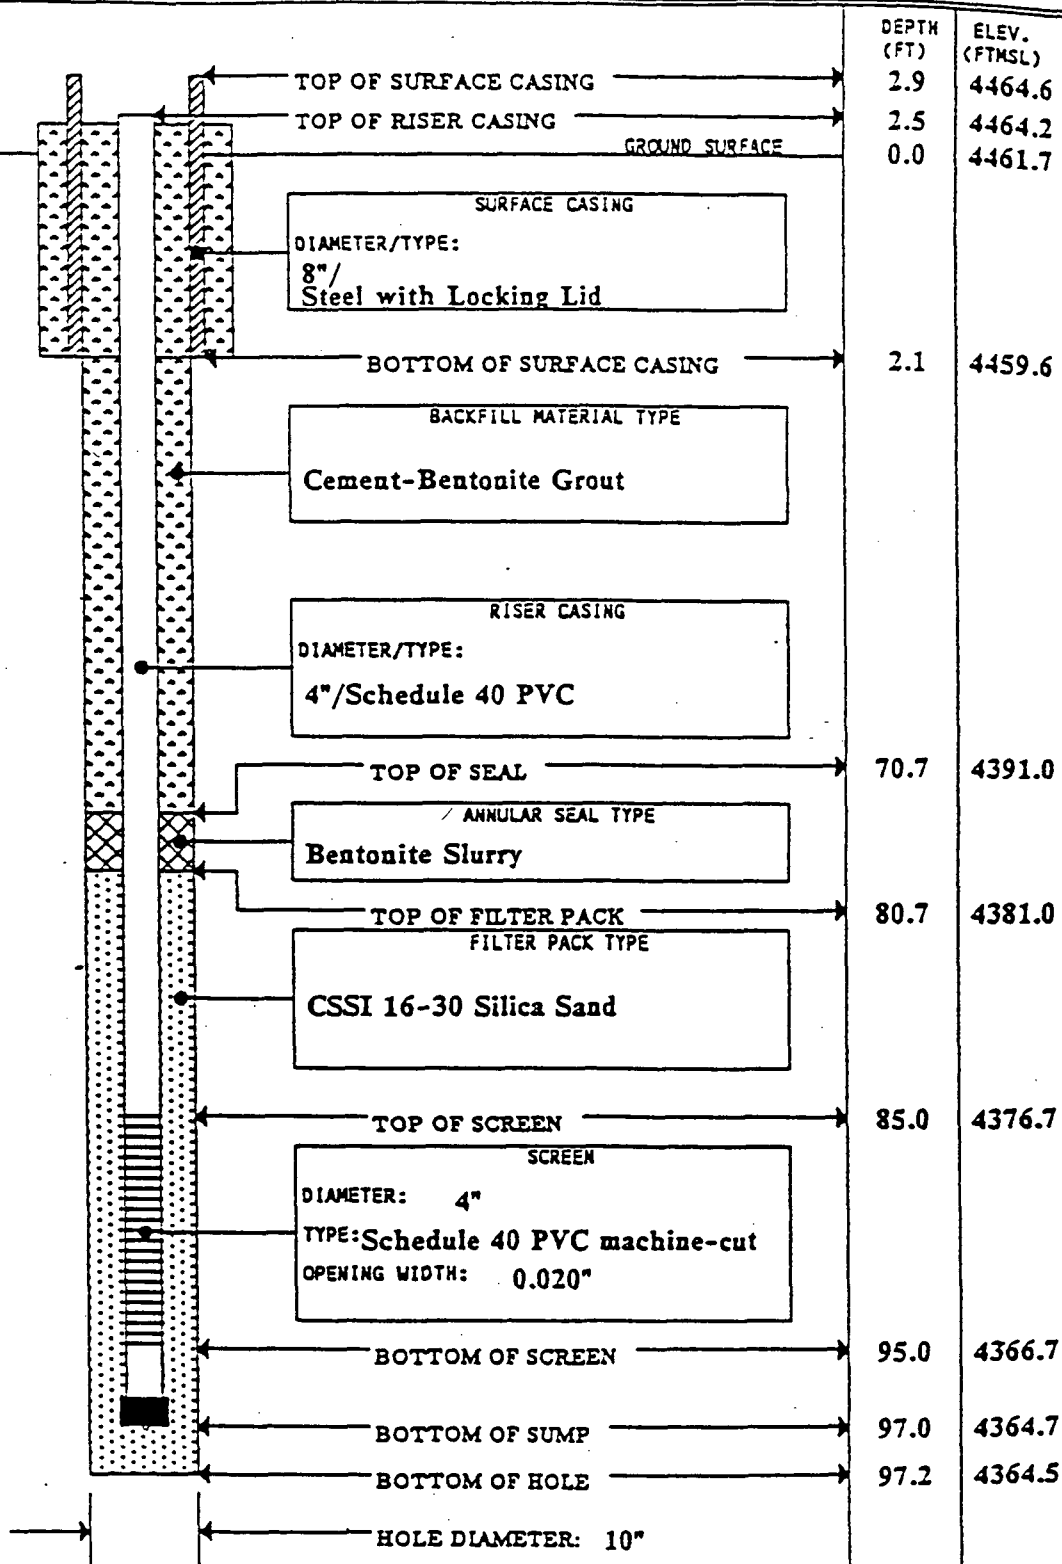 DEPTH ELEV.
(FT) (FTMSL)
TOP OF SURFACE CASING 2.9 4464.6
TOP OF RISER CASING 2.5 4464.2
GROUND SURFACE 0.0 4461.7
SURFACE CASING
DIAMETER/TYPE:
8"/
Steel with Locking Lid
BOTTOM OF SURFACE CASING 2.1 4459.6
BACKFILL MATERIAL TYPE
Cement-Bentonite Grout
RISER CASING
DIAMETER/TYPE:
4"/Schedule 40 PVC
TOP OF SEAL 70.7 4391.0
ANNULAR SEAL TYPE
Bentonite Slurry
TOP OF FILTER PACK 80.7 4381.0
FILTER PACK TYPE
CSSI 16-30 Silica Sand
TOP OF SCREEN 85.0 4376.7
SCREEN
DIAMETER: 4"
TYPE: Schedule 40 PVC machine-cut
OPENING WIDTH: 0.020"
BOTTOM OF SCREEN 95.0 4366.7
BOTTOM OF SUMP 97.0 4364.7
BOTTOM OF HOLE 97.2 4364.5
HOLE DIAMETER: 10"